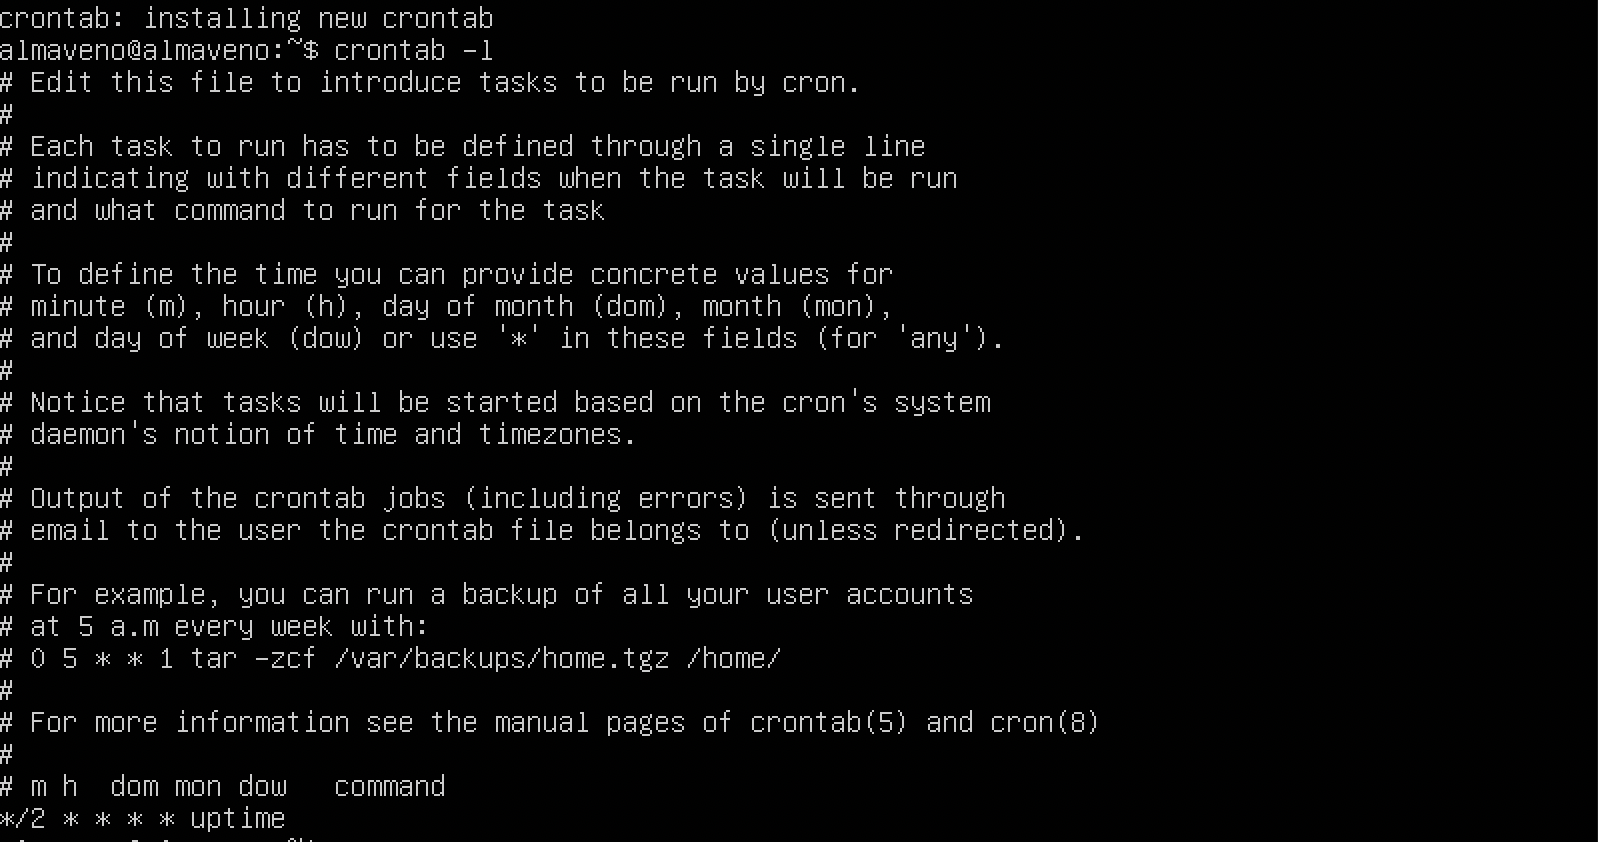 crontab: installing new crontab
almaveno@almaveno:~$ crontab -l
# Edit this file to introduce tasks to be run by cron.
#
# Each task to run has to be defined through a single line
# indicating with different fields when the task will be run
# and what command to run for the task
#
# To define the time you can provide concrete values for
# minute (m), hour (h), day of month (dom), month (mon),
# and day of week (dow) or use '*' in these fields (for 'any').
#
# Notice that tasks will be started based on the cron's system
# daemon's notion of time and timezones.
#
# Output of the crontab jobs (including errors) is sent through
# email to the user the crontab file belongs to (unless redirected).
#
# For example, you can run a backup of all your user accounts
# at 5 a.m every week with:
# 0 5 * * 1 tar -zcf /var/backups/home.tgz /home/
#
# For more information see the manual pages of crontab(5) and cron(8)
#
# m h  dom mon dow   command
*/2 * * * * uptime